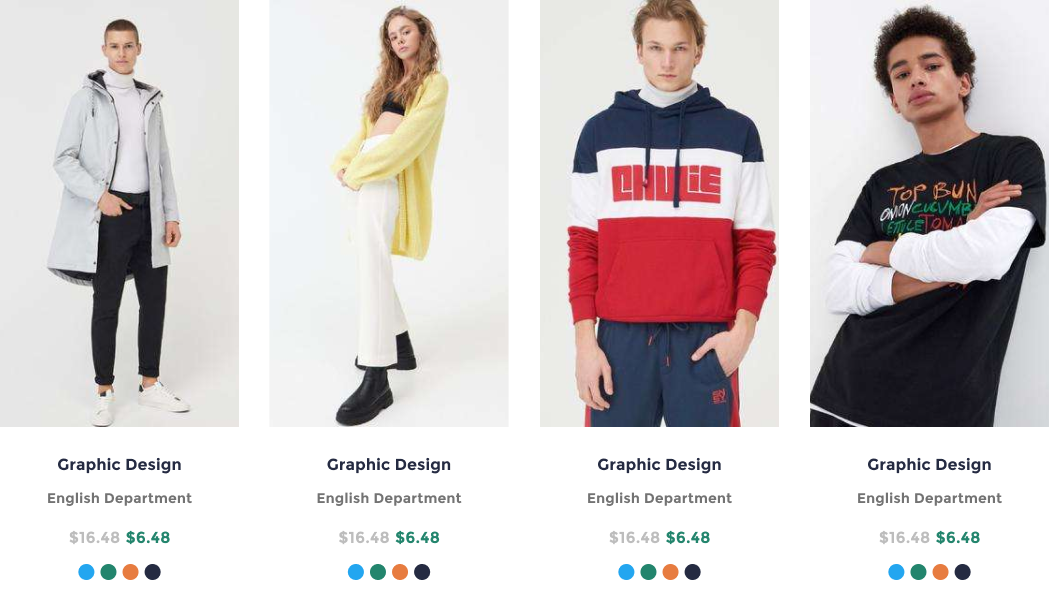 CHULIE
TOP BUN
ONION CUCUMB
LETTUCE TOMA
Graphic Design
English Department
$16.48 $6.48
Graphic Design
English Department
$16.48 $6.48
Graphic Design
English Department
$16.48 $6.48
Graphic Design
English Department
$16.48 $6.48